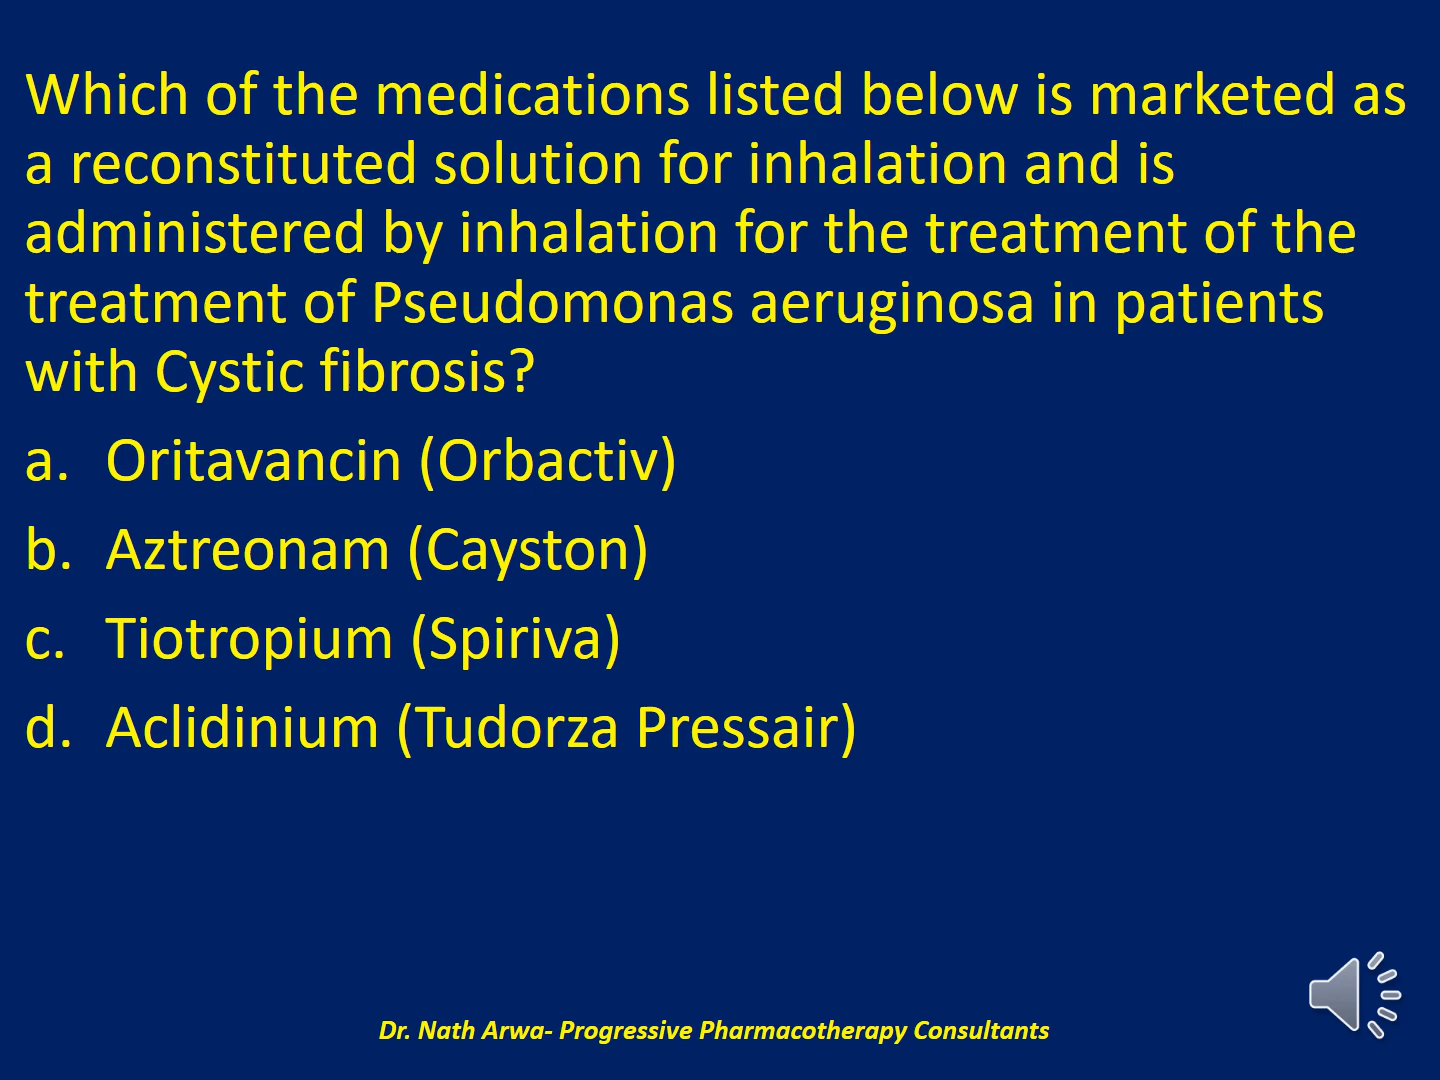 Which of the medications listed below is marketed as
a reconstituted solution for inhalation and is
administered by inhalation for the treatment of the
treatment of Pseudomonas aeruginosa in patients
with Cystic fibrosis?
a. Oritavancin (Orbactiv)
b. Aztreonam (Cayston)
c. Tiotropium (Spiriva)
d. Aclidinium (Tudorza Pressair)
Dr. Nath Arwa- Progressive Pharmacotherapy Consultants